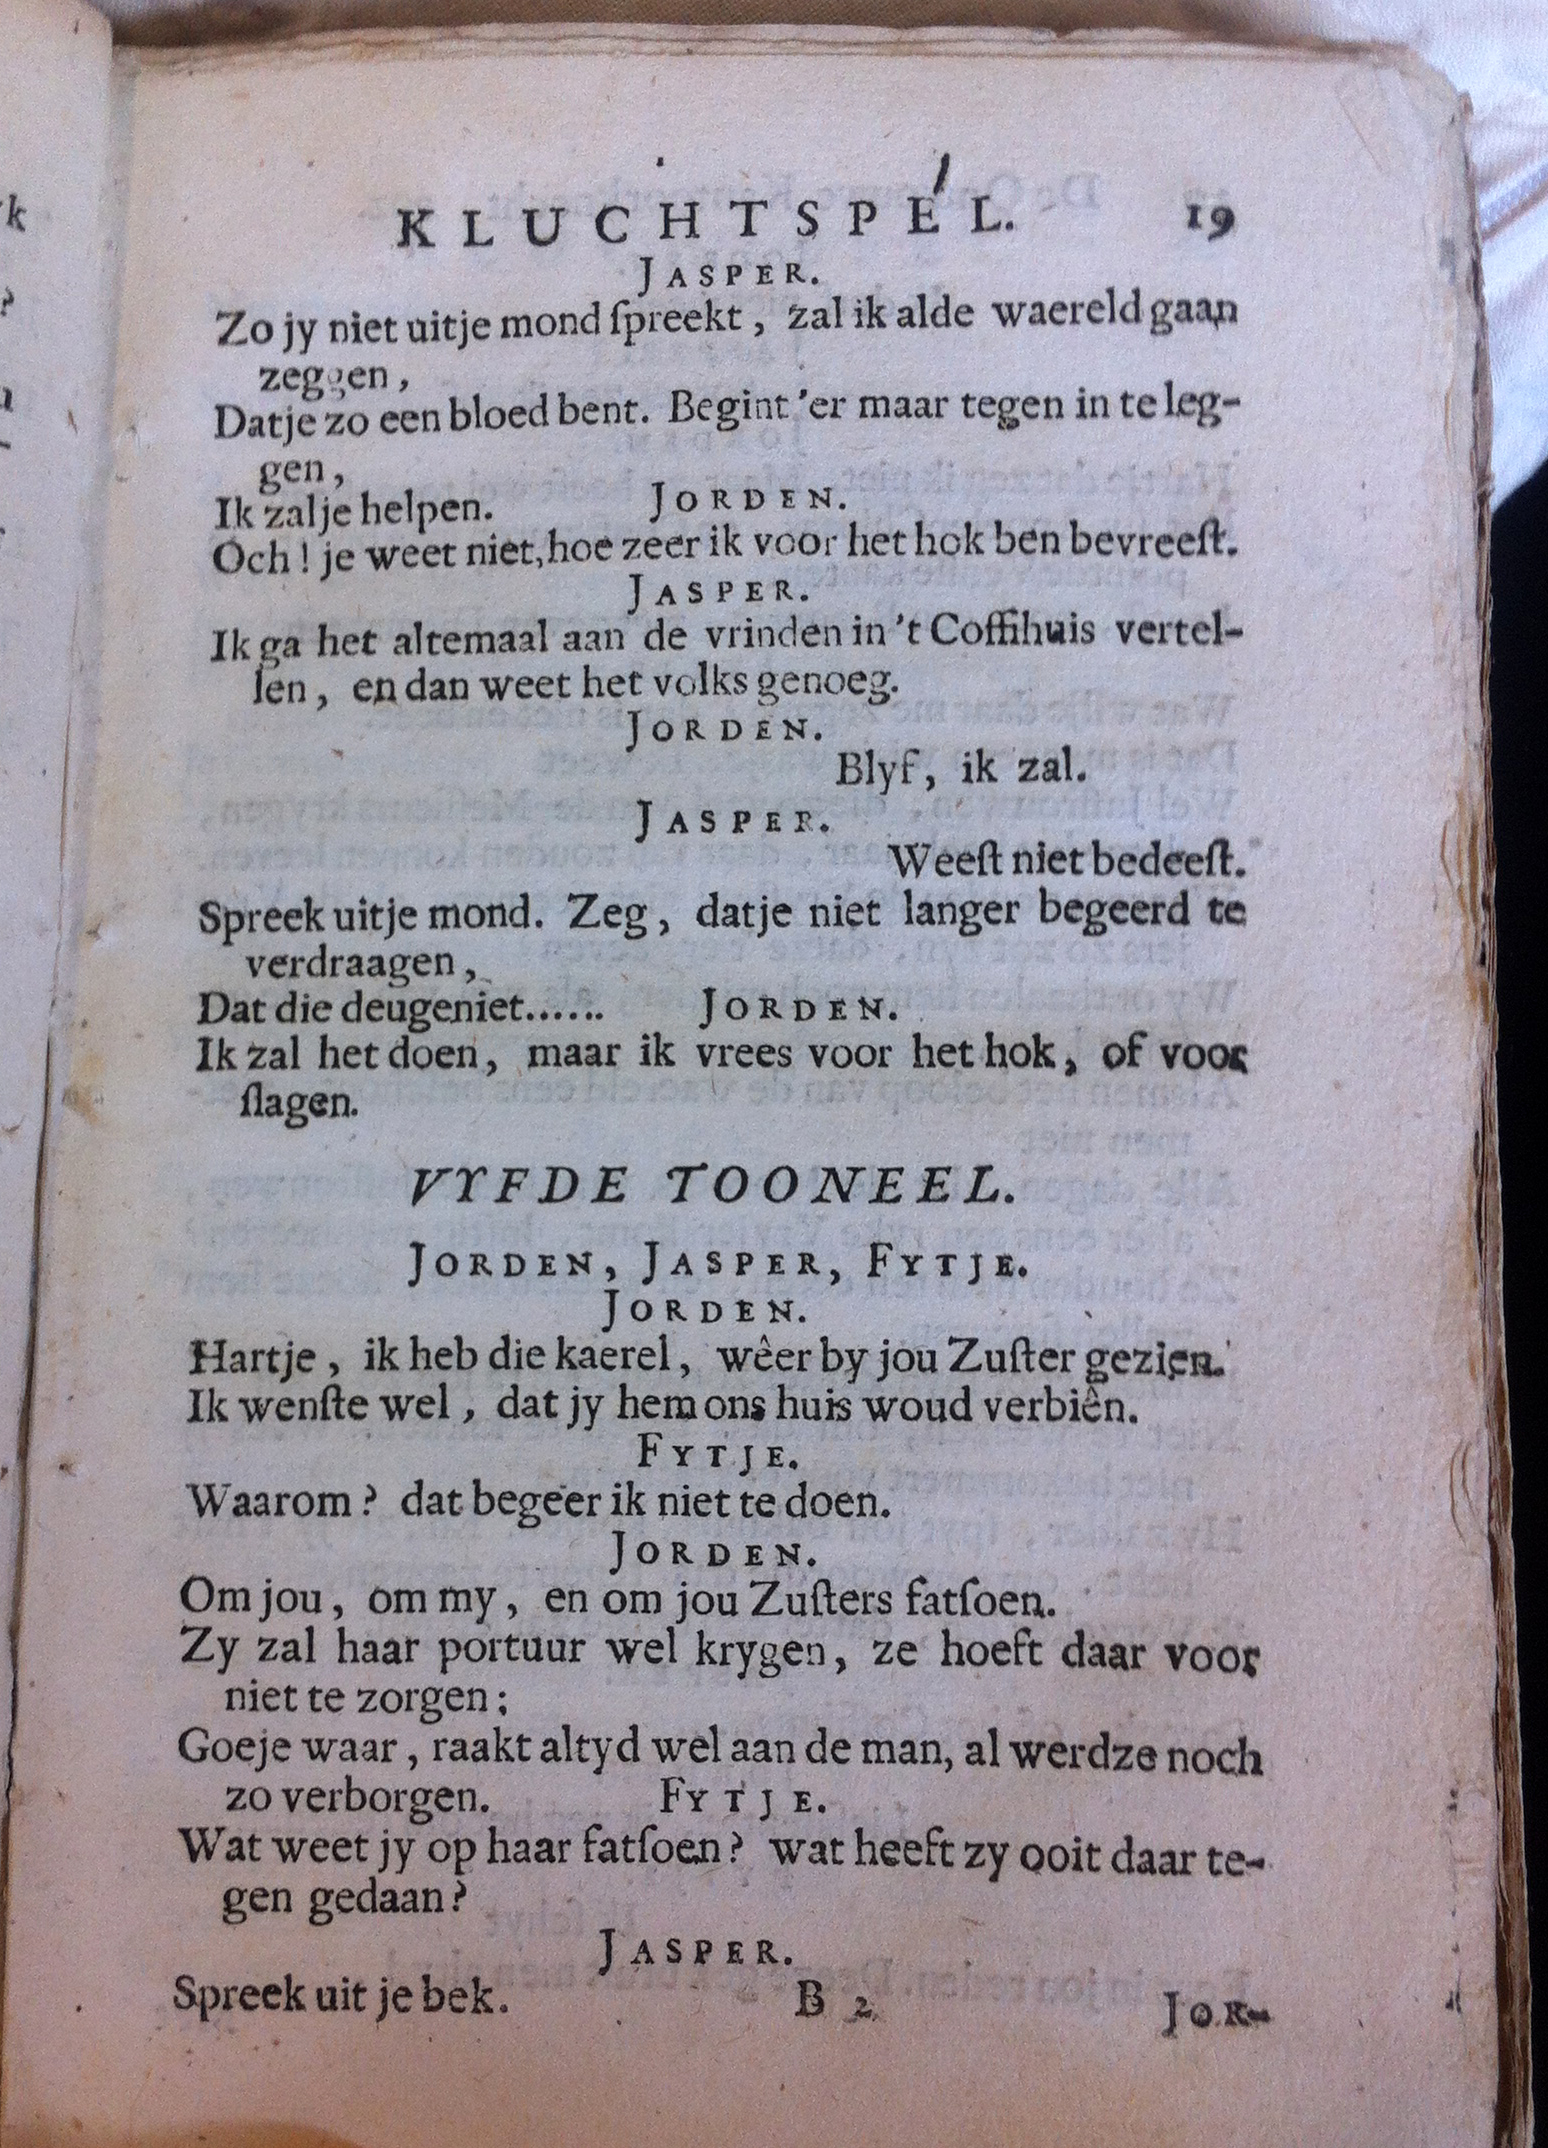 KLUCHTSPEL. 19
JASPER.
Zo jy niet uitje mond ſpreekt, zal ik alde waereld gaan
zeggen,
Datje zo een bloed bent. Begint 'er maar tegen in te leg-
gen,
Ik zalje helpen. JORDEN.
Och! je weet niet, hoe zeer ik voor het hok ben bevreeſt.
JASPER.
Ik ga het altemaal aan de vrinden in 't Coffihuis vertel-
len, en dan weet het volks genoeg.
JORDEN.
Blyf, ik zal.
JASPER.
Weeſt niet bedeeſt.
Spreek uitje mond. Zeg, datje niet langer begeerd te
verdraagen,
Dat die deugeniet...... JORDEN.
Ik zal het doen, maar ik vrees voor het hok, of voor
ſlagen.
VYFDE TOONEEL.
JORDEN, JASPER, FYTJE.
JORDEN.
Hartje, ik heb die kaerel, wêer by jou Zuſter gezien.
Ik wenſte wel, dat jy hem ons huis woud verbiên.
FYTJE.
Waarom? dat begeer ik niet te doen.
JORDEN.
Om jou, om my, en om jou Zuſters fatſoen.
Zy zal haar portuur wel krygen, ze hoeft daar voor
niet te zorgen;
Goeje waar, raakt altyd wel aan de man, al werdze noch
zo verborgen. FYTJE.
Wat weet jy op haar fatſoen? wat heeft zy ooit daar te-
gen gedaan?
JASPER.
Spreek uit je bek. B 2 JOR-